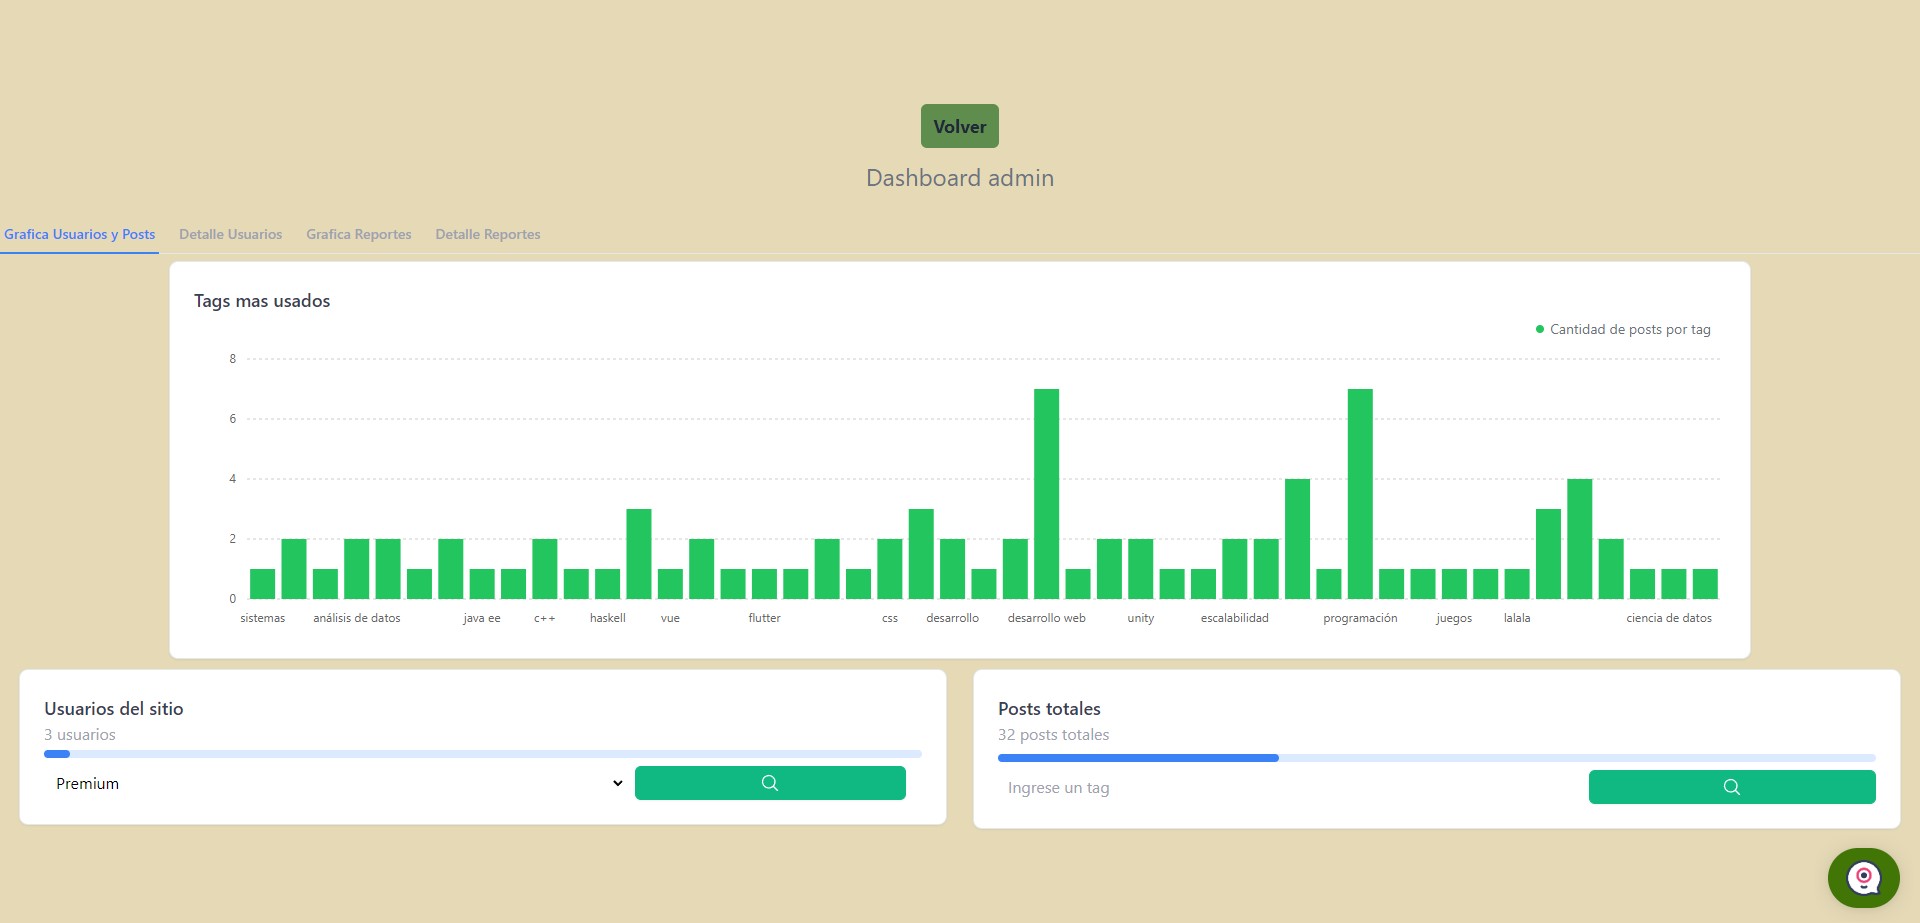 Volver
Dashboard admin
Grafica Usuarios y Posts Detalle Usuarios Grafica Reportes Detalle Reportes
Tags mas usados
Cantidad de posts por tag
8
6
4
2
0
sistemas análisis de datos java ee c++ haskell vue flutter css desarrollo desarrollo web unity escalabilidad programación juegos lalala ciencia de datos
Usuarios del sitio
3 usuarios
Premium
Posts totales
32 posts totales
Ingrese un tag